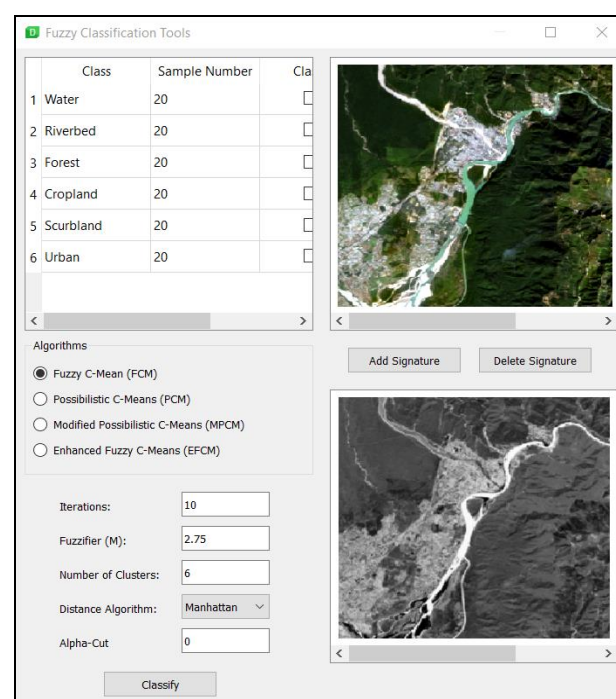 D Fuzzy Classification Tools
Class Sample Number Cla
1 Water 20
2 Riverbed 20
3 Forest 20
4 Cropland 20
5 Scurbland 20
6 Urban 20
Add Signature Delete Signature
Algorithms
Fuzzy C-Mean (FCM)
Possibilistic C-Means (PCM)
Modified Possibilistic C-Means (MPCM)
Enhanced Fuzzy C-Means (EFCM)
Iterations: 10
Fuzzifier (M): 2.75
Number of Clusters: 6
Distance Algorithm: Manhattan
Alpha-Cut 0
Classify